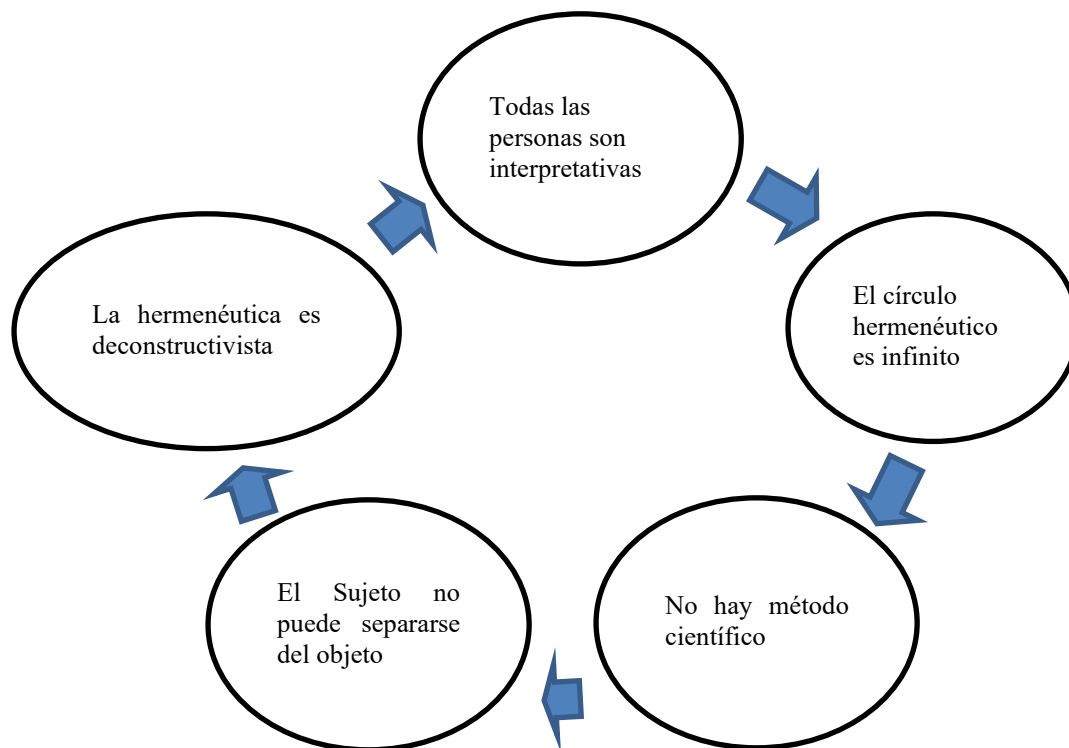 Todas las
personas son
interpretativas
El círculo
hermenéutico
es infinito
No hay método
científico
El Sujeto no
puede separarse
del objeto
La hermenéutica es
deconstructivista